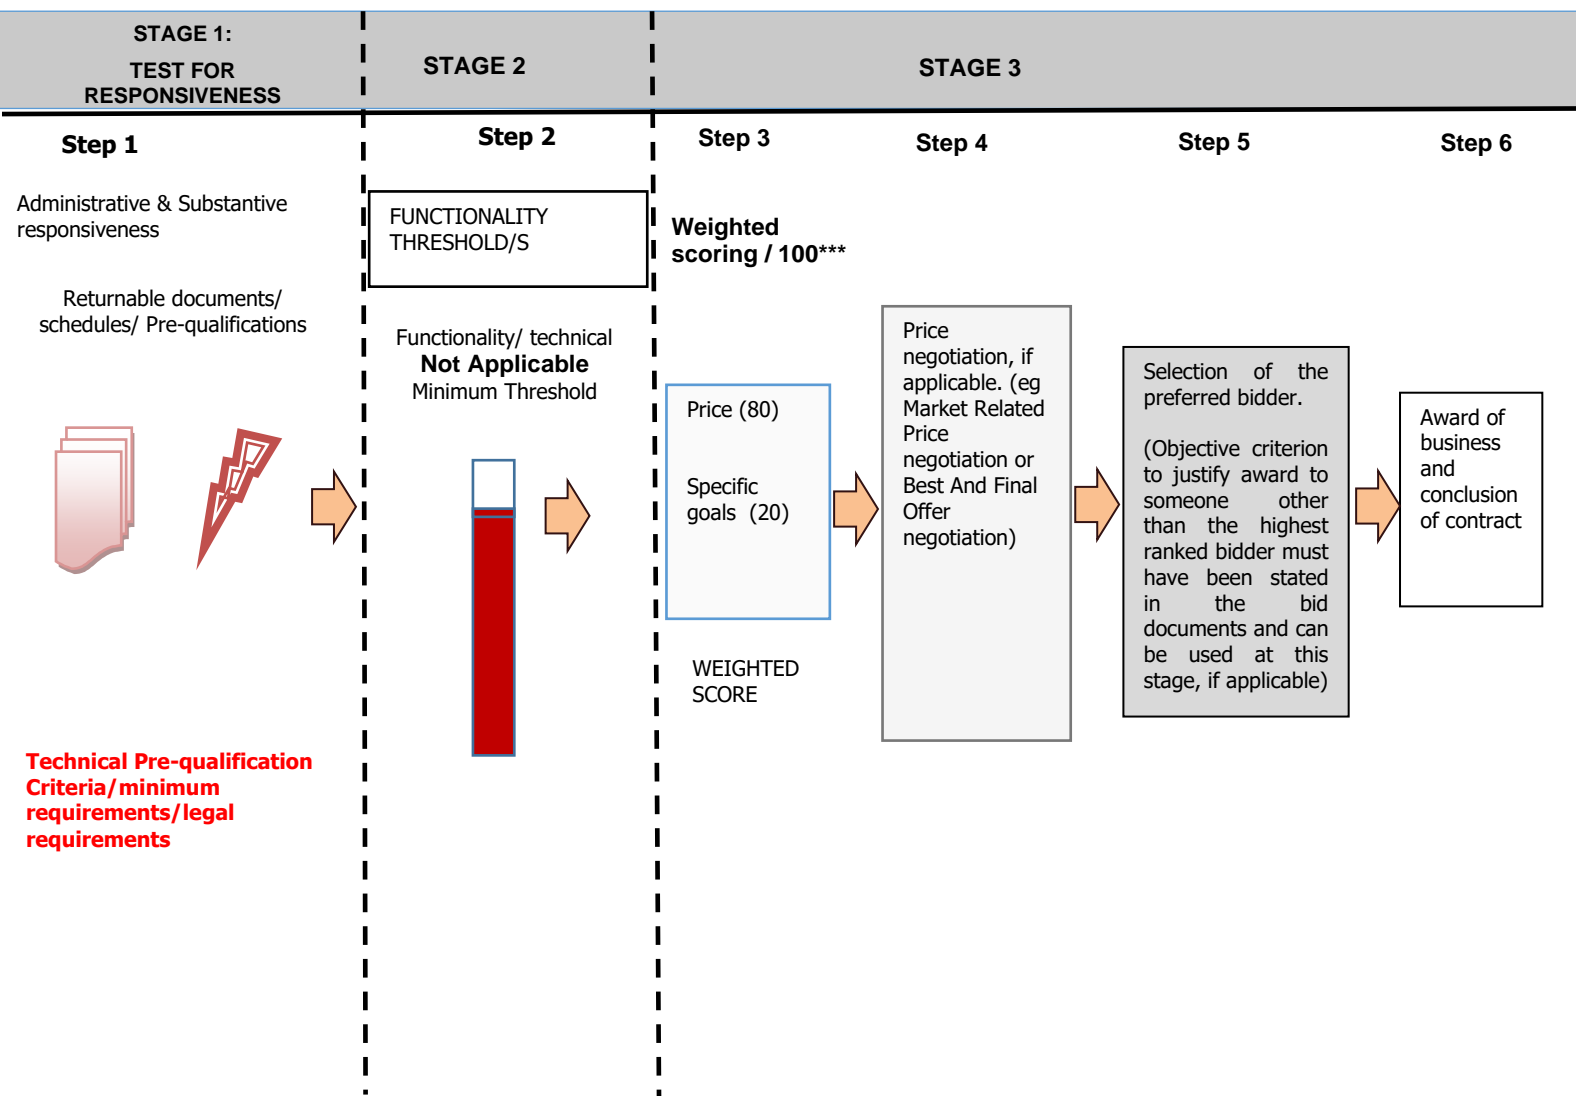 STAGE 1:
TEST FOR
RESPONSIVENESS
STAGE 2
STAGE 3
Step 1
Administrative & Substantive
responsiveness
Returnable documents/
schedules/ Pre-qualifications
Technical Pre-qualification
Criteria/minimum
requirements/legal
requirements
Step 2
FUNCTIONALITY
THRESHOLD/S
Functionality/ technical
Not Applicable
Minimum Threshold
Step 3
Weighted
scoring / 100***
Price (80)
Specific
goals (20)
WEIGHTED
SCORE
Step 4
Price
negotiation, if
applicable. (eg
Market Related
Price
negotiation or
Best And Final
Offer
negotiation)
Step 5
Selection of the
preferred bidder.
(Objective criterion
to justify award to
someone other
than the highest
ranked bidder must
have been stated
in the bid
documents and can
be used at this
stage, if applicable)
Step 6
Award of
business
and
conclusion
of contract